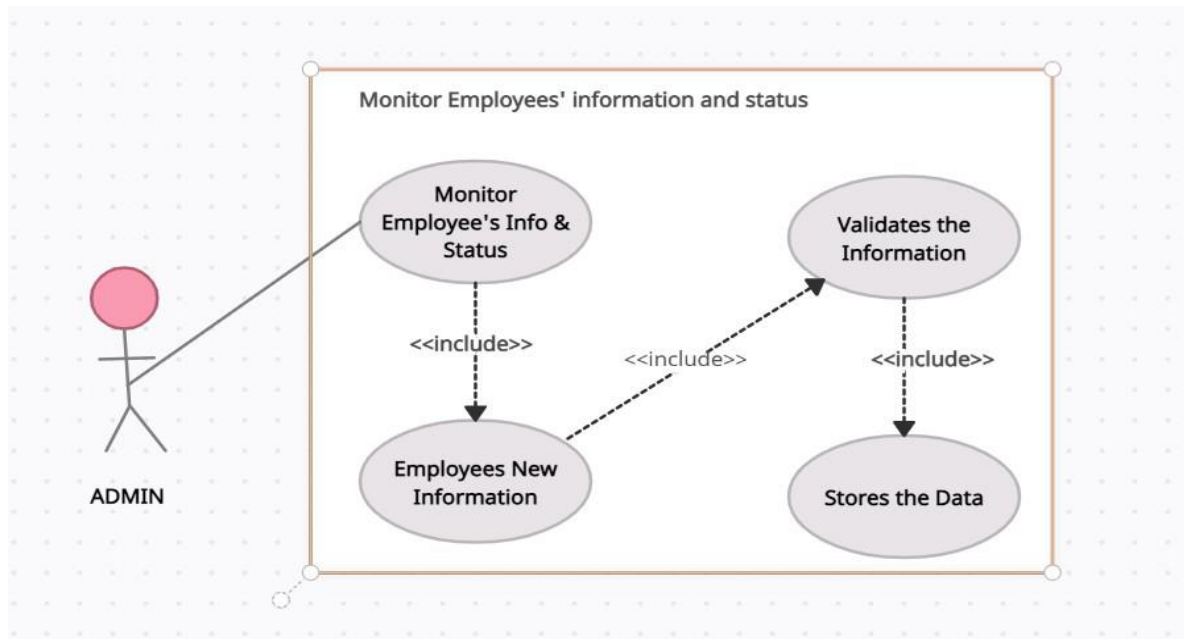 Monitor Employees' information and status
Monitor
Employee's Info &
Status
Validates the
Information
<<include>>
<<include>>
<<include>>
Employees New
Information
Stores the Data
ADMIN